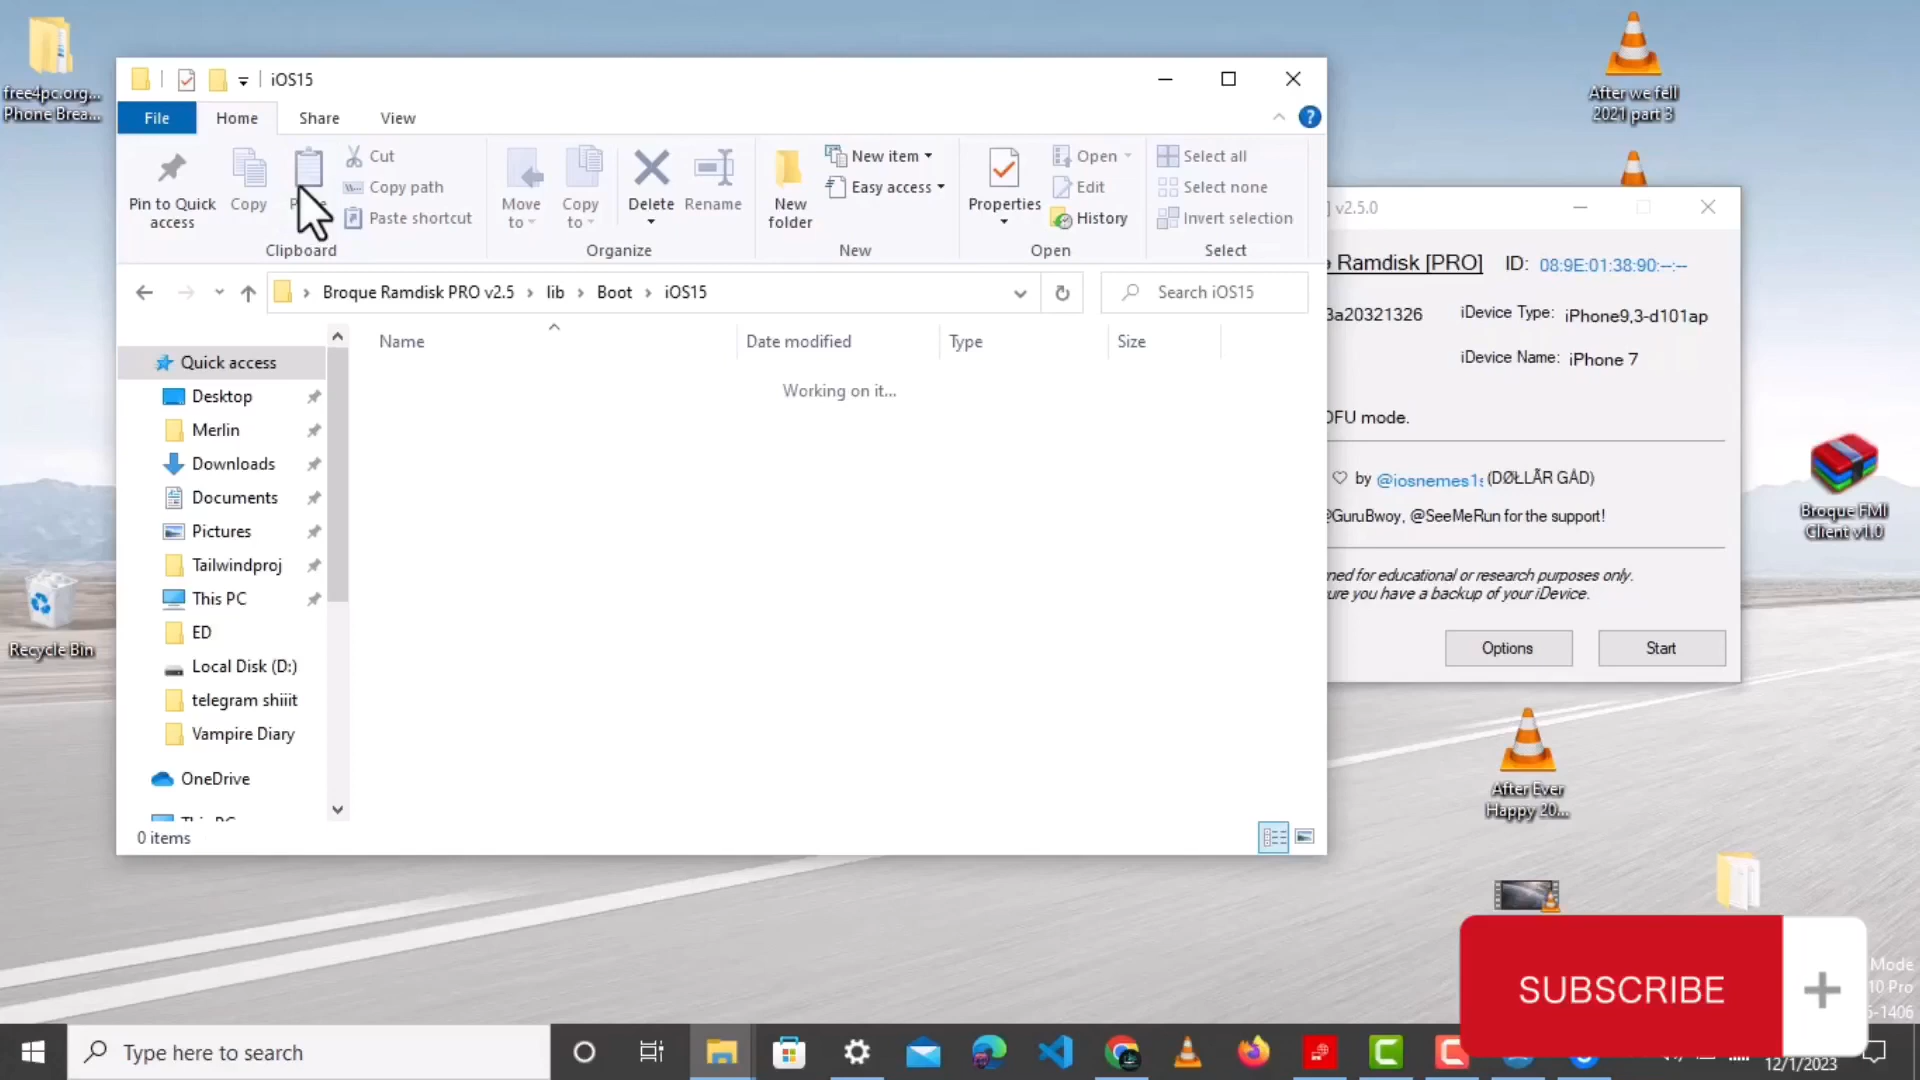 free4pc.org...
Phone Brea...
iOS15
File
Home
Share
View
Pin to Quick
access
Copy
Cut
Copy path
Paste shortcut
Clipboard
Move
to
Copy
to
Delete
Rename
Organize
New
folder
New item
Easy access
New
Properties
Open
Edit
History
Open
Select all
Select none
Invert selection
Select
Broque Ramdisk PRO v2.5 > lib > Boot > iOS15
Search iOS15
Name
Date modified
Type
Size
Working on it...
Quick access
Desktop
Merlin
Downloads
Documents
Pictures
Tailwindproj
This PC
ED
Local Disk (D:)
telegram shiiit
Vampire Diary
OneDrive
This PC
0 items
After we fell
2021 part 3
v2.5.0
Ramdisk [PRO]
ID: 08:9E:01:38:90:--:--
3a20321326
iDevice Type: iPhone9,3-d101ap
iDevice Name: iPhone 7
DFU mode.
♡ by @iosnemes1s (DØŁLÃR GÅD)
@GuruBwoy, @SeeMeRun for the support!
ned for educational or research purposes only.
ure you have a backup of your iDevice.
Options
Start
Broque FMI
Client v1.0
Recycle Bin
After Ever
Happy 20...
SUBSCRIBE
+
Mode
10 Pro
-1406
Type here to search
12/1/2023